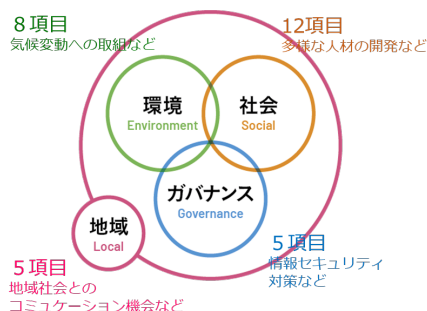 8項目
気候変動への取組など
12項目
多様な人材の開発など
環境
Environment
社会
Social
ガバナンス
Governance
地域
Local
5項目
情報セキュリティ
対策など
5項目
地域社会との
コミュケーション機会など